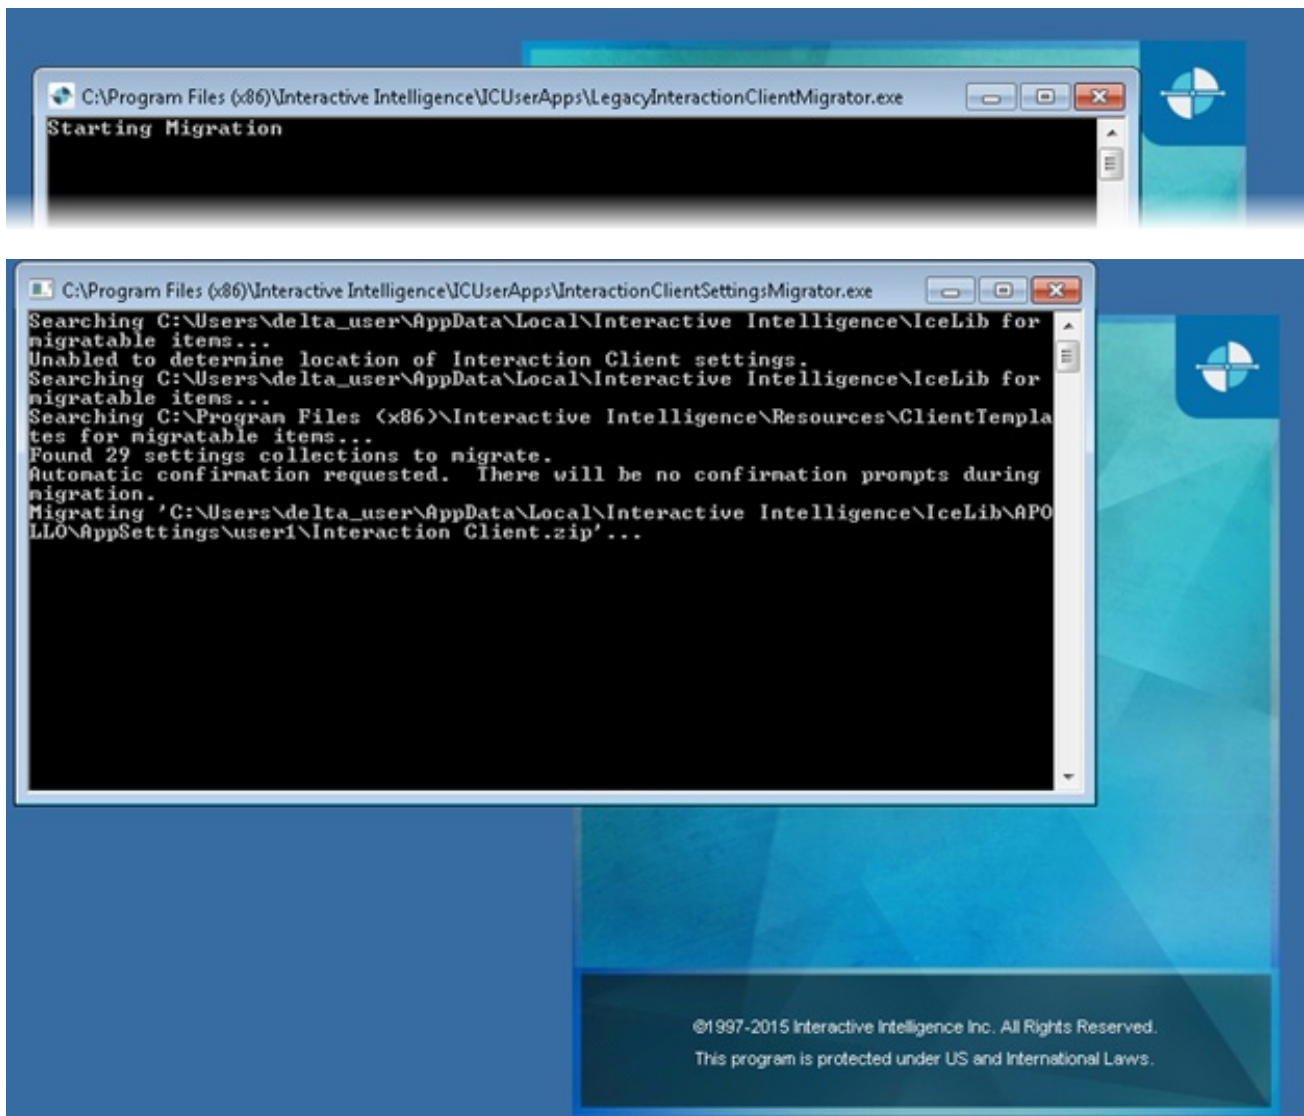 C:\Program Files (x86)\Interactive Intelligence\ICUserApps\LegacyInteractionClientMigrator.exe
Starting Migration
C:\Program Files (x86)\Interactive Intelligence\ICUserApps\InteractionClientSettingsMigrator.exe
Searching C:\Users\delta_user\AppData\Local\Interactive Intelligence\IceLib for
migratable items...
Unabled to determine location of Interaction Client settings.
Searching C:\Users\delta_user\AppData\Local\Interactive Intelligence\IceLib for
migratable items...
Searching C:\Program Files (x86)\Interactive Intelligence\Resources\ClientTempla
tes for migratable items...
Found 29 settings collections to migrate.
Automatic confirmation requested.  There will be no confirmation prompts during
migration.
Migrating 'C:\Users\delta_user\AppData\Local\Interactive Intelligence\IceLib\APO
LLO\AppSettings\user1\Interaction Client.zip'...
©1997-2015 Interactive Intelligence Inc. All Rights Reserved.
This program is protected under US and International Laws.